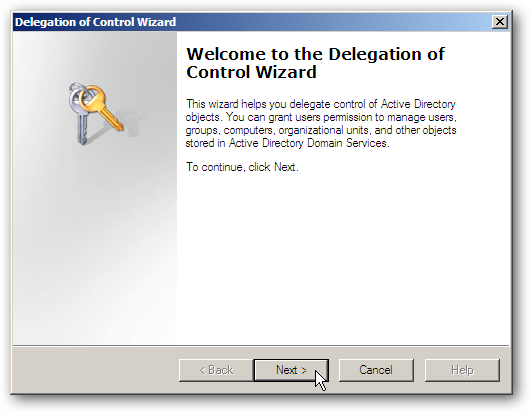 Delegation of Control Wizard
Welcome to the Delegation of
Control Wizard
This wizard helps you delegate control of Active Directory
objects. You can grant users permission to manage users,
groups, computers, organizational units, and other objects
stored in Active Directory Domain Services.
To continue, click Next.
< Back
Next >
Cancel
Help